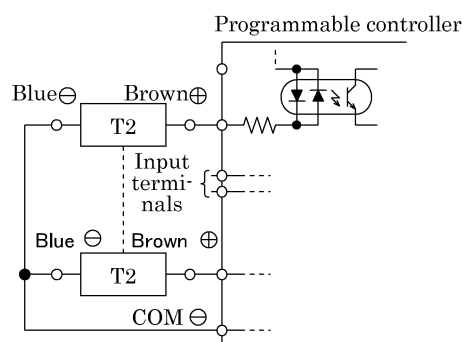 Programmable controller
Blue⊖ Brown⊕
T2
Input
termi-
nals
Blue ⊖ Brown ⊕
T2
COM ⊖